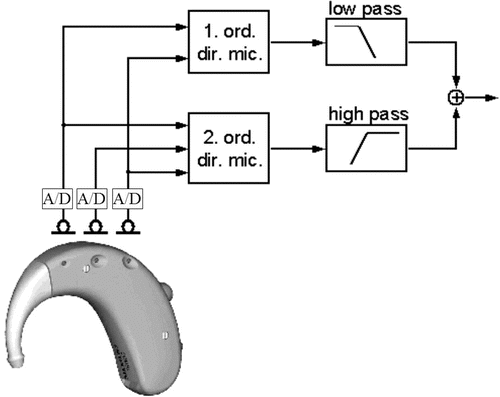 low pass
1. ord.
dir. mic.
high pass
2. ord.
dir. mic.
A/D A/D A/D